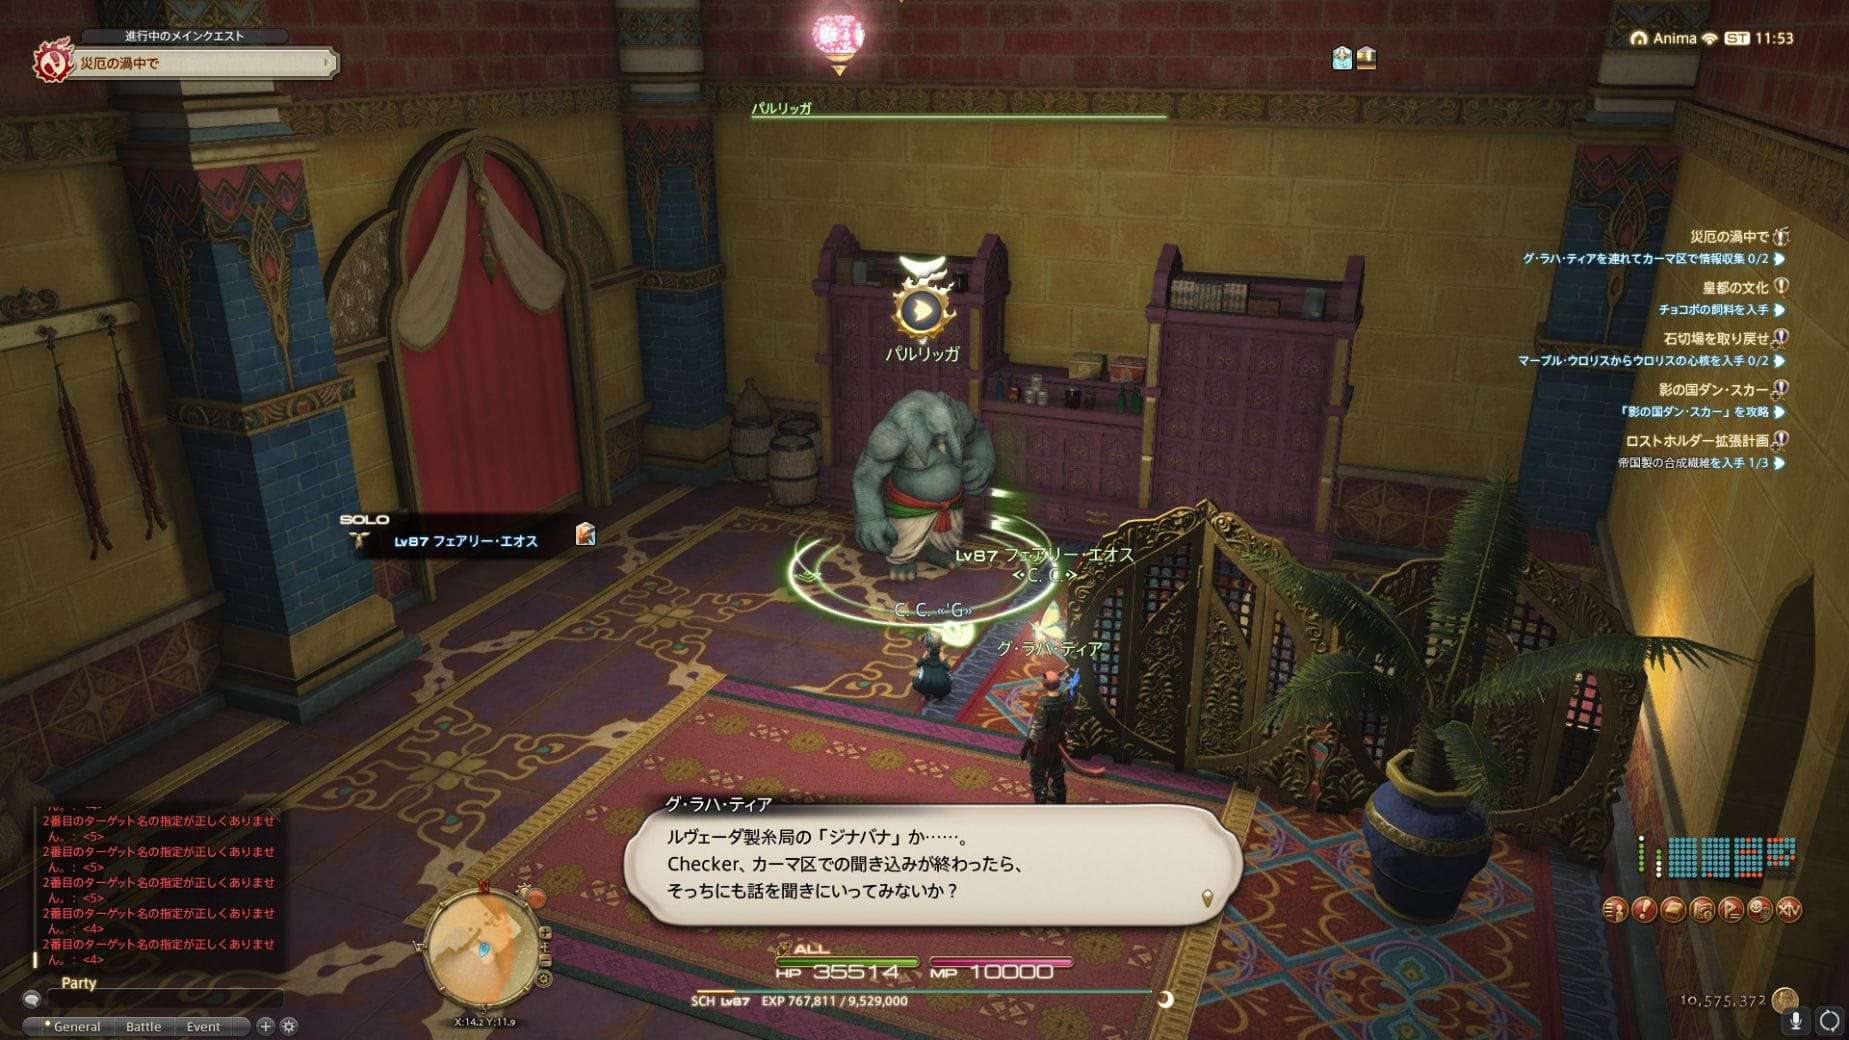 進行中のメインクエスト
災厄の渦中で
Anima ST 11:53
パルリッガ
災厄の渦中で
グ・ラハ・ティアを連れてカーマ区で情報収集 0/2
皇都の文化
チョコボの飼料を入手
石切場を取り戻せ
マーブル・ウロリスからウロリスの心核を入手 0/2
影の国ダン・スカー
「影の国ダン・スカー」を攻略
ロストホルダー拡張計画
帝国製の合成繊維を入手 1/3
パルリッガ
SOLO
Lv87 フェアリー・エオス
Lv87 フェアリー・エオス
C. C.
C. C. «'G»
グ・ラハ・ティア
グ・ラハ・ティア
ルヴェーダ製糸局の「ジナバナ」か……。
Checker、カーマ区での聞き込みが終わったら、
そっちにも話を聞きにいってみないか？
ん。： <4>
2番目のターゲット名の指定が正しくありませ
ん。： <5>
2番目のターゲット名の指定が正しくありませ
ん。： <5>
2番目のターゲット名の指定が正しくありませ
ん。： <5>
2番目のターゲット名の指定が正しくありませ
ん。： <4>
2番目のターゲット名の指定が正しくありませ
ん。： <4>
Party
General Battle Event
X:14.2 Y:11.9
ALL
HP 35514 MP 10000
SCH Lv87 EXP 767,811 / 9,529,000
10,575,372
XIV